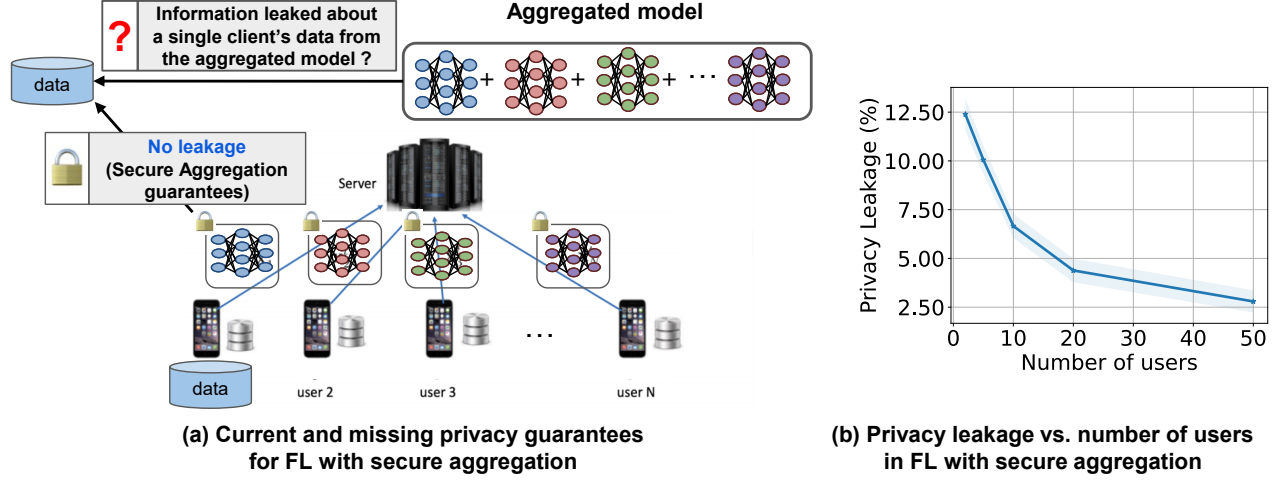 ?
Information leaked about
a single client's data from
the aggregated model ?
Aggregated model
+ + + ...
data
No leakage
(Secure Aggregation
guarantees)
Server
...
data
user 2
user 3
user N
(a) Current and missing privacy guarantees
for FL with secure aggregation
Privacy Leakage (%)
12.50
10.00
7.50
5.00
2.50
0 10 20 30 40 50
Number of users
(b) Privacy leakage vs. number of users
in FL with secure aggregation